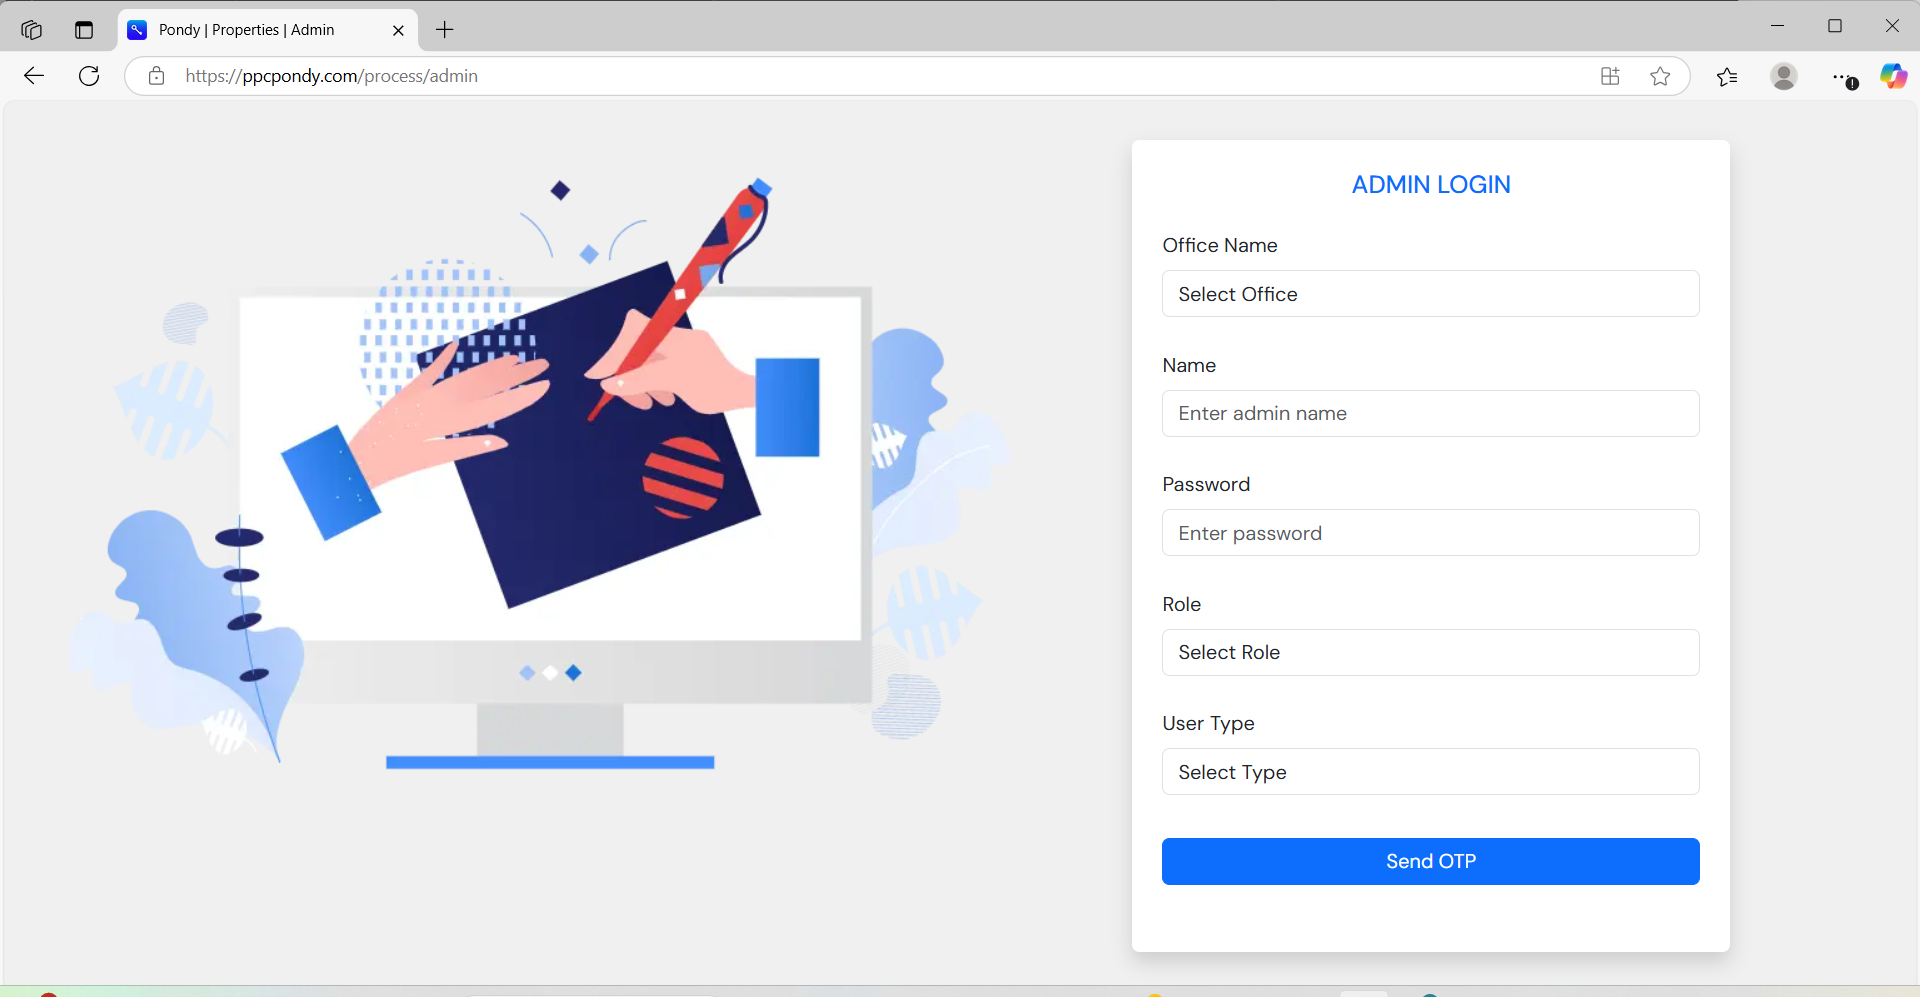 Pondy | Properties | Admin
https://ppcpondy.com/process/admin
ADMIN LOGIN
Office Name
Select Office
Name
Enter admin name
Password
Enter password
Role
Select Role
User Type
Select Type
Send OTP